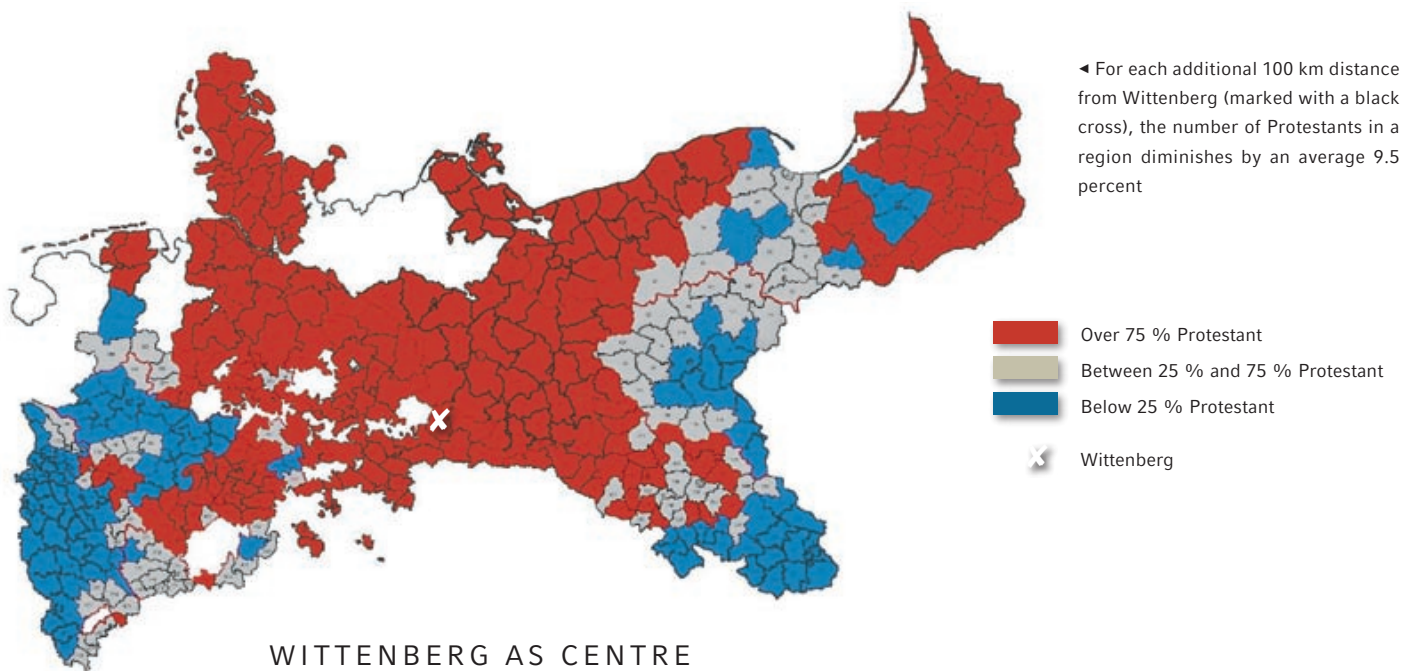 ◄ For each additional 100 km distance
from Wittenberg (marked with a black
cross), the number of Protestants in a
region diminishes by an average 9.5
percent
Over 75 % Protestant
Between 25 % and 75 % Protestant
Below 25 % Protestant
Wittenberg
WITTENBERG AS CENTRE